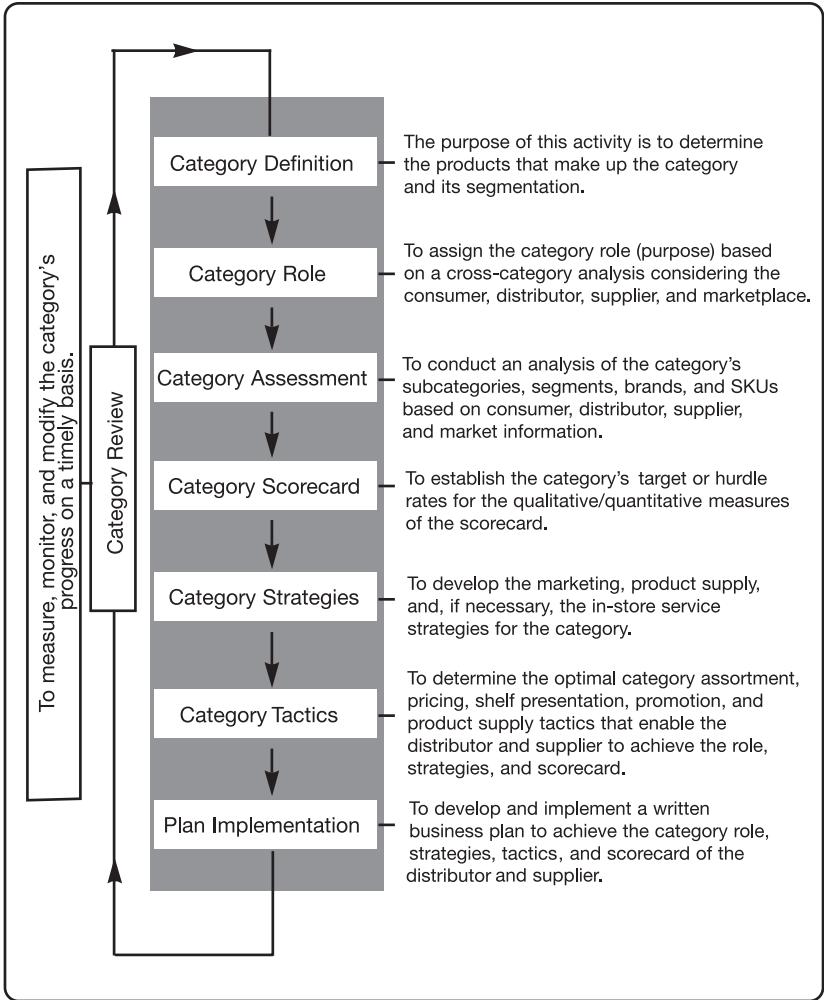 Category Definition
The purpose of this activity is to determine
the products that make up the category
and its segmentation.
Category Role
To assign the category role (purpose) based
on a cross-category analysis considering the
consumer, distributor, supplier, and marketplace.
Category Assessment
To conduct an analysis of the category's
subcategories, segments, brands, and SKUs
based on consumer, distributor, supplier,
and market information.
Category Scorecard
To establish the category's target or hurdle
rates for the qualitative/quantitative measures
of the scorecard.
Category Strategies
To develop the marketing, product supply,
and, if necessary, the in-store service
strategies for the category.
Category Tactics
To determine the optimal category assortment,
pricing, shelf presentation, promotion, and
product supply tactics that enable the
distributor and supplier to achieve the role,
strategies, and scorecard.
Plan Implementation
To develop and implement a written
business plan to achieve the category role,
strategies, tactics, and scorecard of the
distributor and supplier.
Category Review
To measure, monitor, and modify the category's
progress on a timely basis.